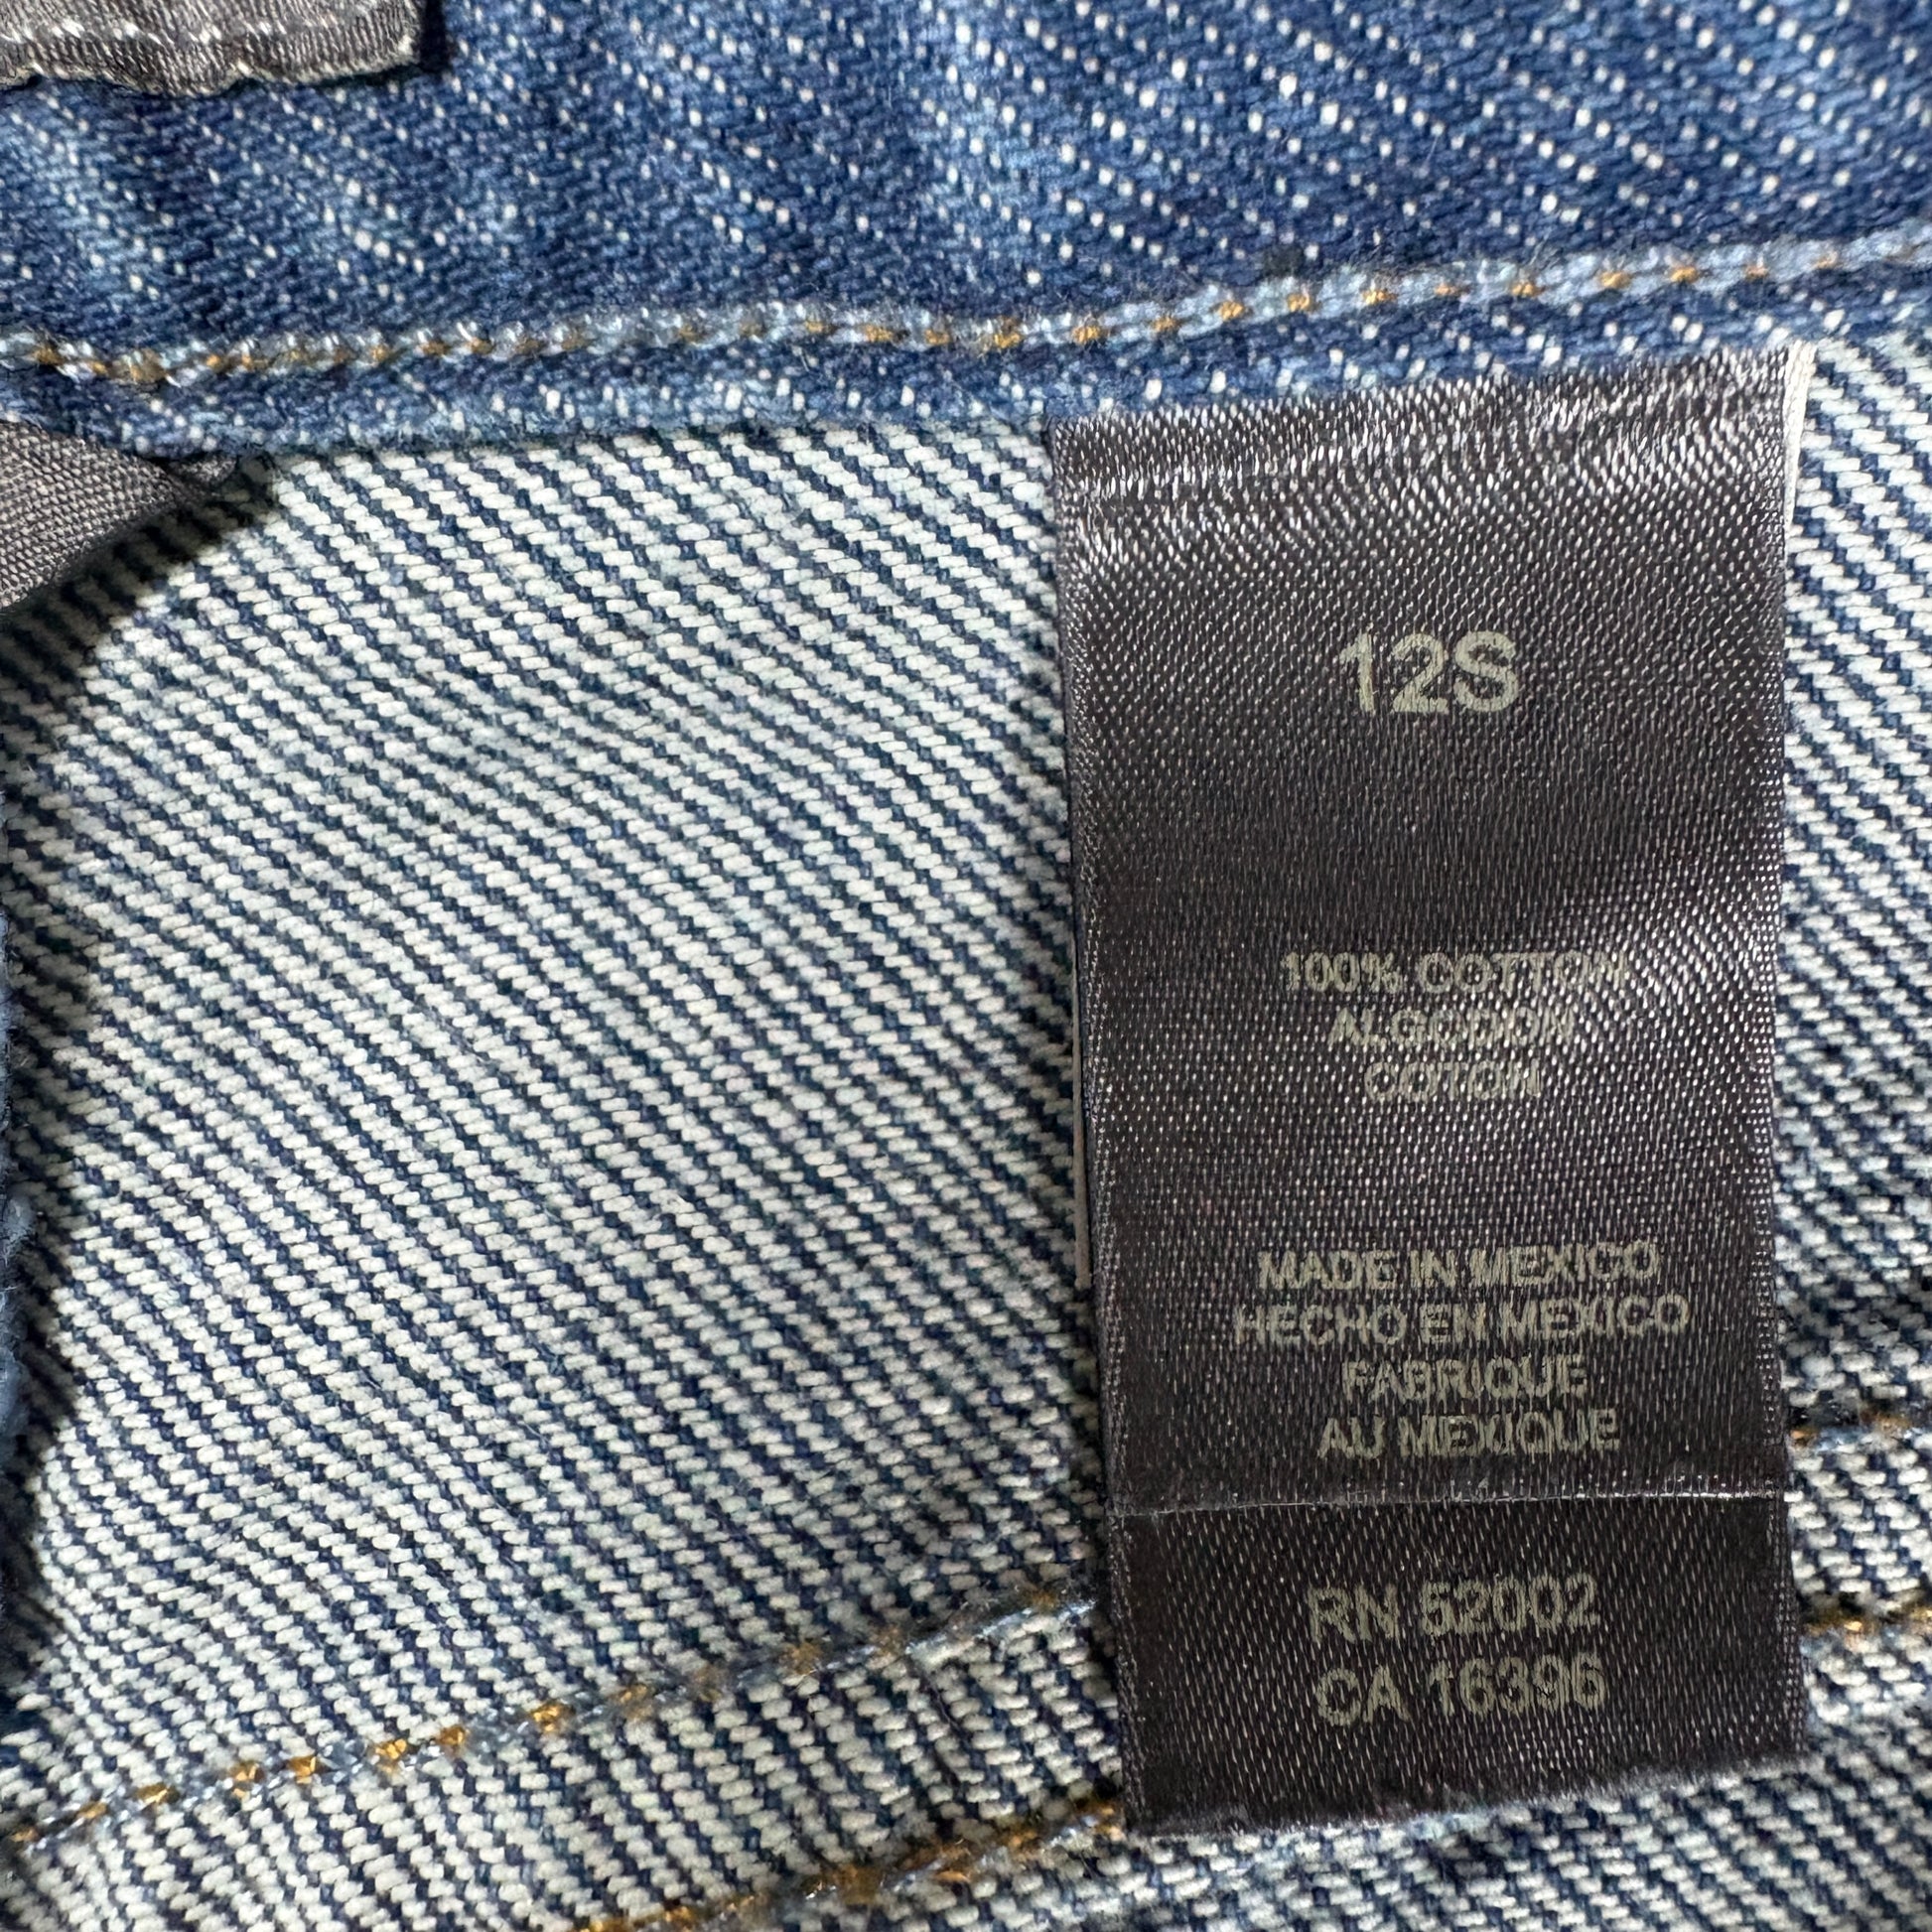 12S
100% COTTON
ALGODON
COTON
MADE IN MEXICO
HECHO EN MEXICO
FABRIQUE
AU MEXIQUE
RN 52002
CA 16396